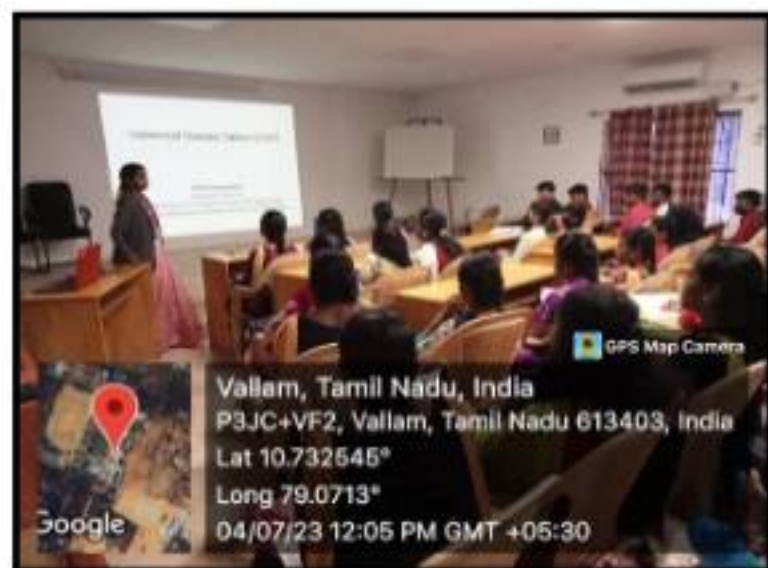 GPS Map Camera
Vallam, Tamil Nadu, India
P3JC+VF2, Vallam, Tamil Nadu 613403, India
Lat 10.732545°
Long 79.0713°
04/07/23 12:05 PM GMT +05:30
Google